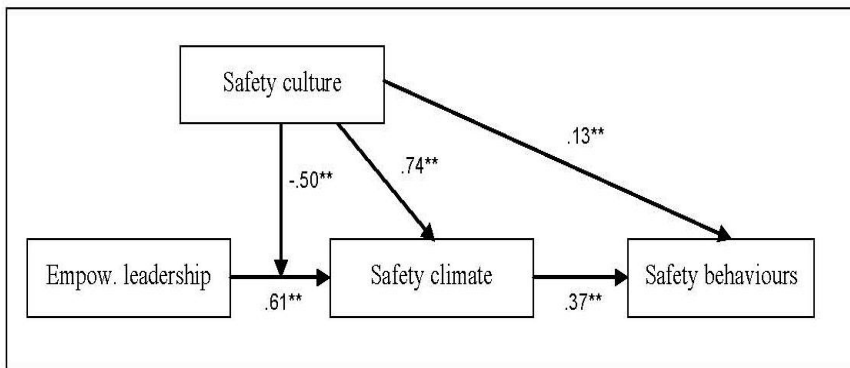 Safety culture
.13**
-.50**
.74**
Empow. leadership
Safety climate
Safety behaviours
.61**
.37**